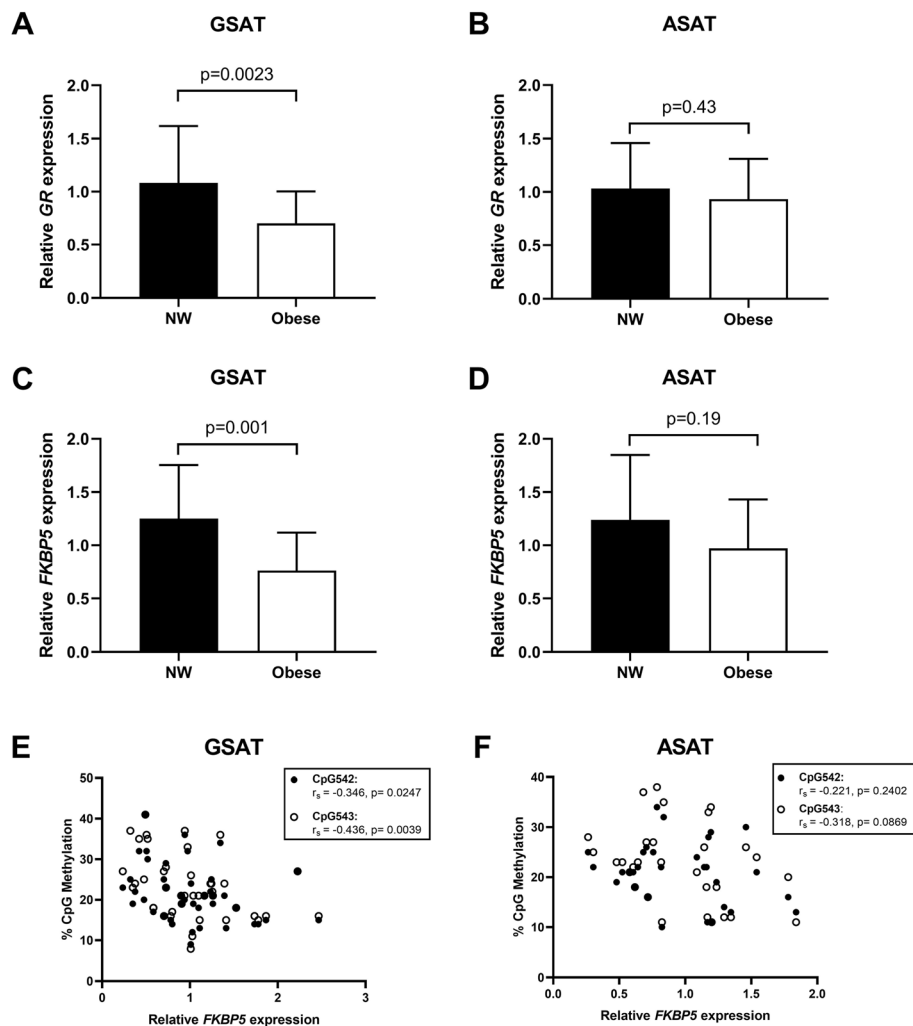 A
GSAT
Relative GR expression
2.0
1.5
1.0
0.5
0.0
p=0.0023
NW
Obese
B
ASAT
Relative GR expression
2.0
1.5
1.0
0.5
0.0
p=0.43
NW
Obese
C
GSAT
Relative FKBP5 expression
2.0
1.5
1.0
0.5
0.0
p=0.001
NW
Obese
D
ASAT
Relative FKBP5 expression
2.0
1.5
1.0
0.5
0.0
p=0.19
NW
Obese
E
GSAT
% CpG Methylation
50
40
30
20
10
0
CpG542:
rs = -0.346, p= 0.0247
CpG543:
rs = -0.436, p= 0.0039
0
1
2
3
Relative FKBP5 expression
F
ASAT
% CpG Methylation
40
30
20
10
0
CpG542:
rs = -0.221, p= 0.2402
CpG543:
rs = -0.318, p= 0.0869
0.0
0.5
1.0
1.5
2.0
Relative FKBP5 expression